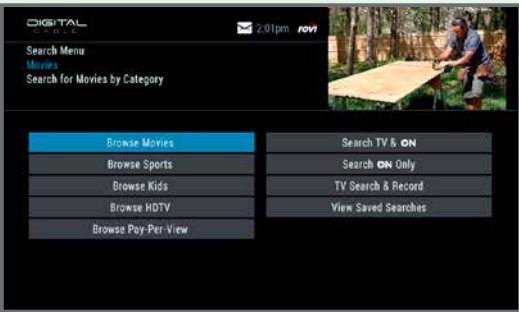 DIGITAL
CABLE
2:01pm rovi
Search Menu
Movies
Search for Movies by Category
Browse Movies
Browse Sports
Browse Kids
Browse HDTV
Browse Pay-Per-View
Search TV & ON
Search ON Only
TV Search & Record
View Saved Searches